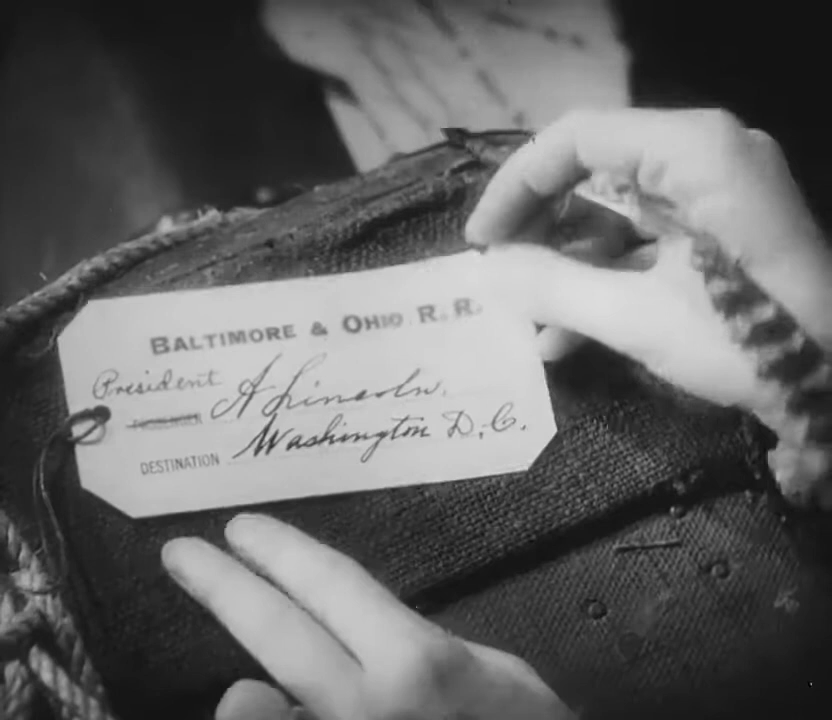 BALTIMORE & OHIO R. R.
President A Lincoln.
DESTINATION Washington D. C.